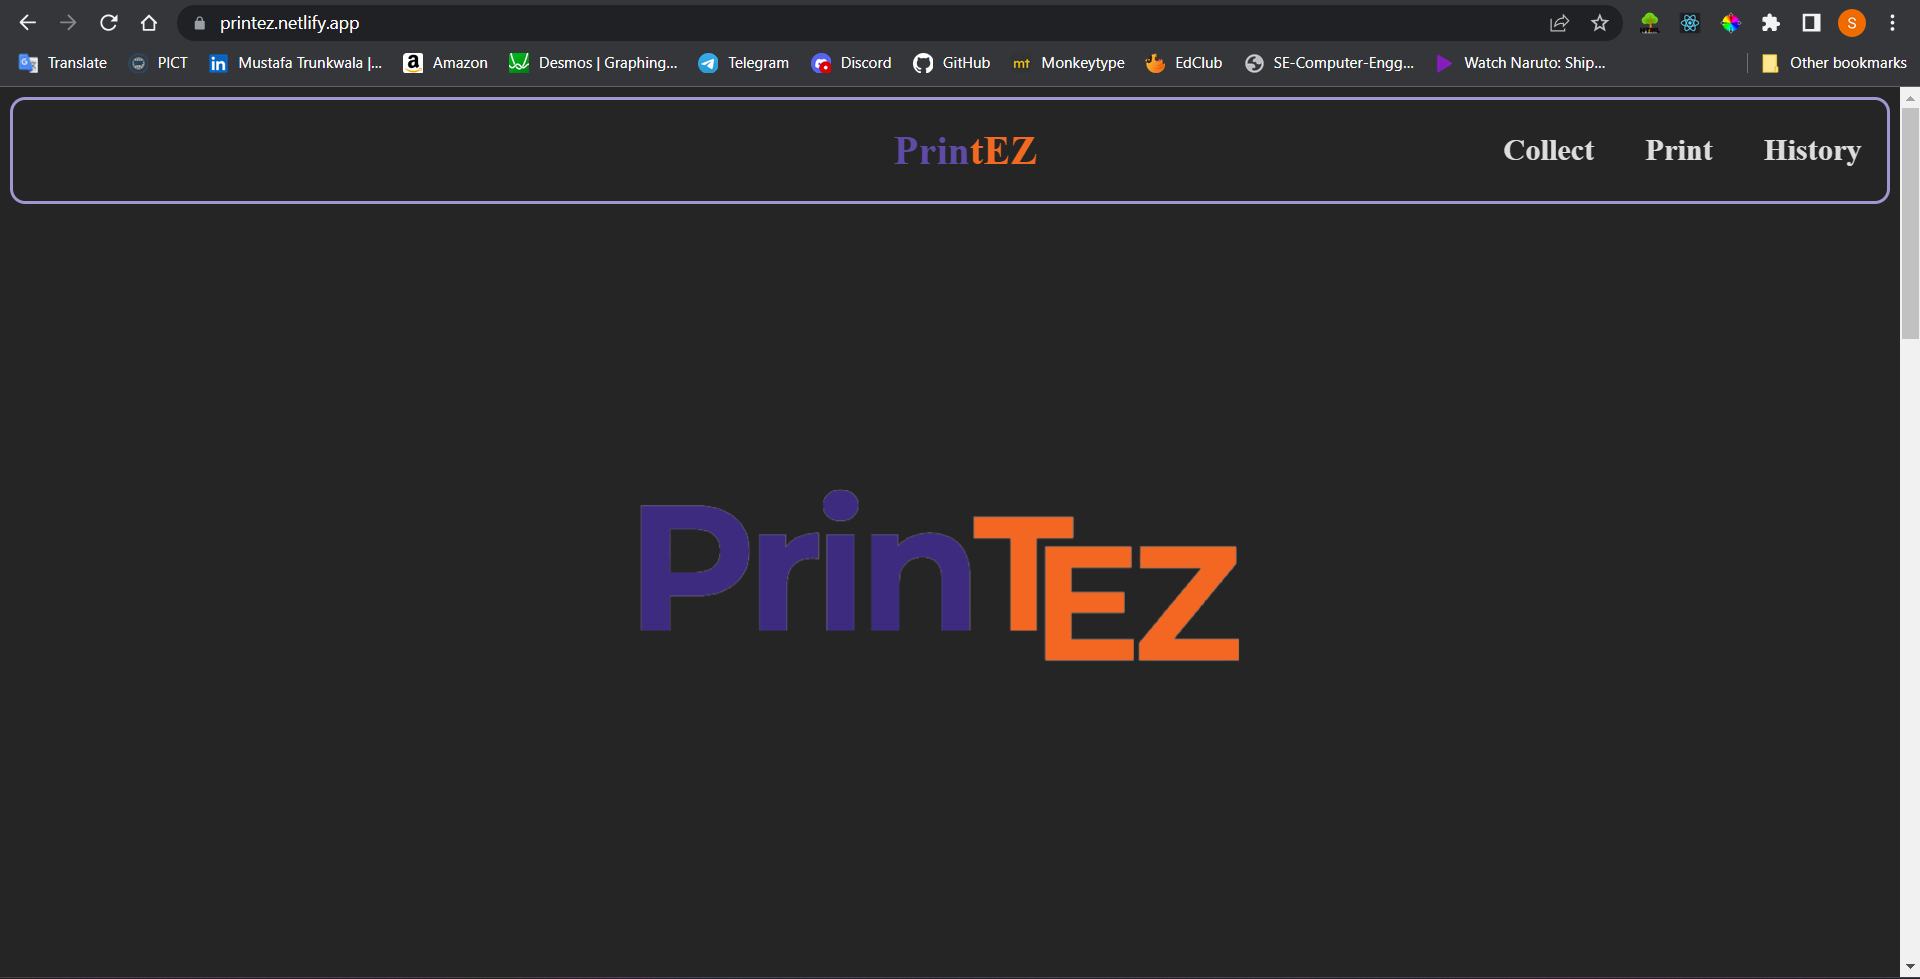 printez.netlify.app
S
Translate PICT Mustafa Trunkwala |... Amazon Desmos | Graphing... Telegram Discord GitHub mt Monkeytype EdClub SE-Computer-Engg... Watch Naruto: Ship... Other bookmarks
PrintEZ Collect Print History
PrinTEZ